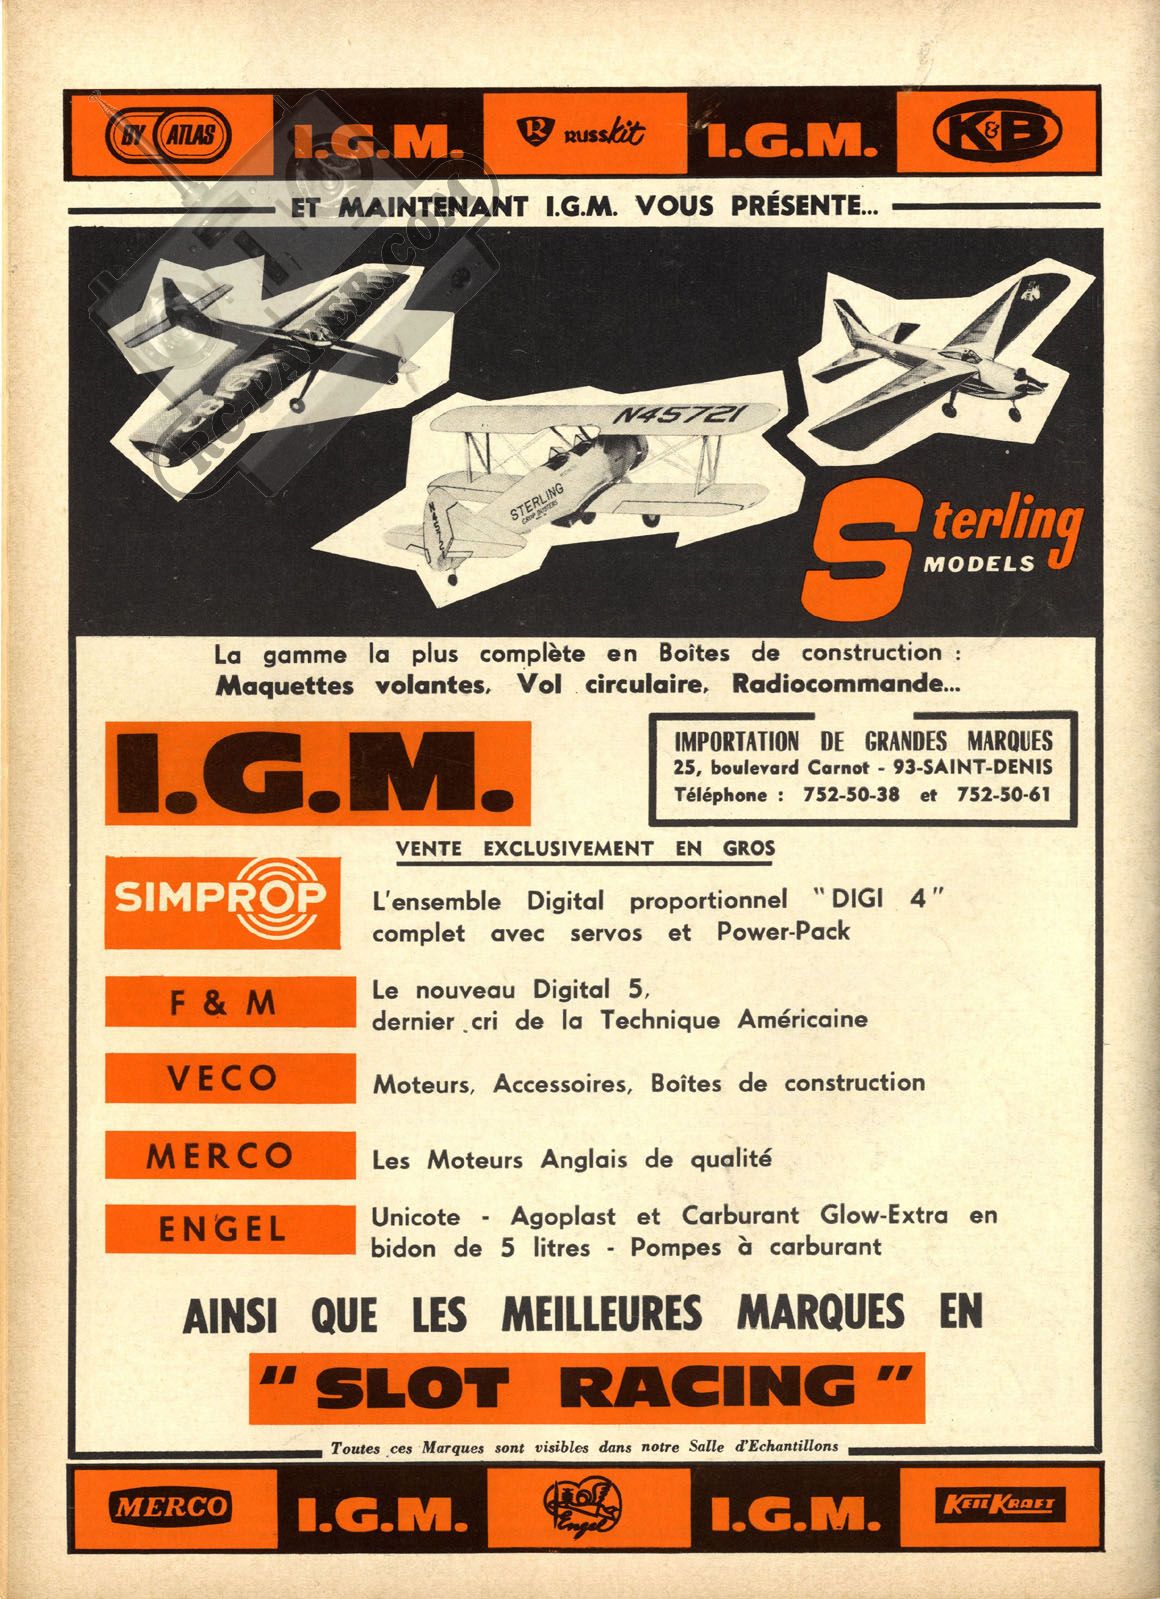 BY ATLAS I.G.M. R RUSSKIT I.G.M. K&B
ET MAINTENANT I.G.M. VOUS PRÉSENTE...
RC-PAPER.COM
N45721
STERLING
CROP DUSTERS
Sterling
MODELS
La gamme la plus complète en Boîtes de construction :
Maquettes volantes, Vol circulaire, Radiocommande...
I.G.M.
IMPORTATION DE GRANDES MARQUES
25, boulevard Carnot - 93-SAINT-DENIS
Téléphone : 752-50-38 et 752-50-61
VENTE EXCLUSIVEMENT EN GROS
SIMPROP
L'ensemble Digital proportionnel "DIGI 4"
complet avec servos et Power-Pack
F & M
Le nouveau Digital 5,
dernier cri de la Technique Américaine
VECO
Moteurs, Accessoires, Boîtes de construction
MERCO
Les Moteurs Anglais de qualité
ENGEL
Unicote - Agoplast et Carburant Glow-Extra en
bidon de 5 litres - Pompes à carburant
AINSI QUE LES MEILLEURES MARQUES EN
"SLOT RACING"
Toutes ces Marques sont visibles dans notre Salle d'Echantillons
MERCO I.G.M. Engel I.G.M. KEILKRAFT